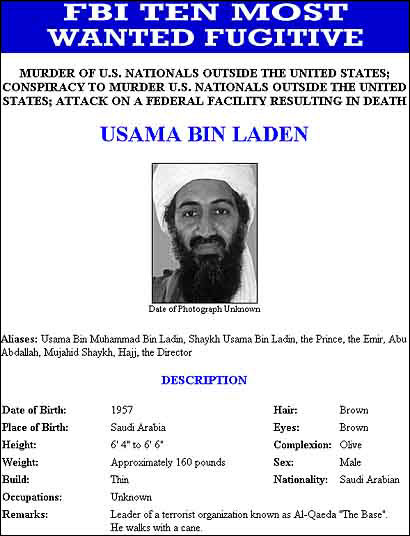 FBI TEN MOST
WANTED FUGITIVE
MURDER OF U.S. NATIONALS OUTSIDE THE UNITED STATES;
CONSPIRACY TO MURDER U.S. NATIONALS OUTSIDE THE UNITED
STATES; ATTACK ON A FEDERAL FACILITY RESULTING IN DEATH
USAMA BIN LADEN
Date of Photograph Unknown
Aliases: Usama Bin Muhammad Bin Ladin, Shaykh Usama Bin Ladin, the Prince, the Emir, Abu
Abdallah, Mujahid Shaykh, Hajj, the Director
DESCRIPTION
Date of Birth: 1957 Hair: Brown
Place of Birth: Saudi Arabia Eyes: Brown
Height: 6' 4" to 6' 6" Complexion: Olive
Weight: Approximately 160 pounds Sex: Male
Build: Thin Nationality: Saudi Arabian
Occupations: Unknown
Remarks: Leader of a terrorist organization known as Al-Qaeda "The Base".
He walks with a cane.